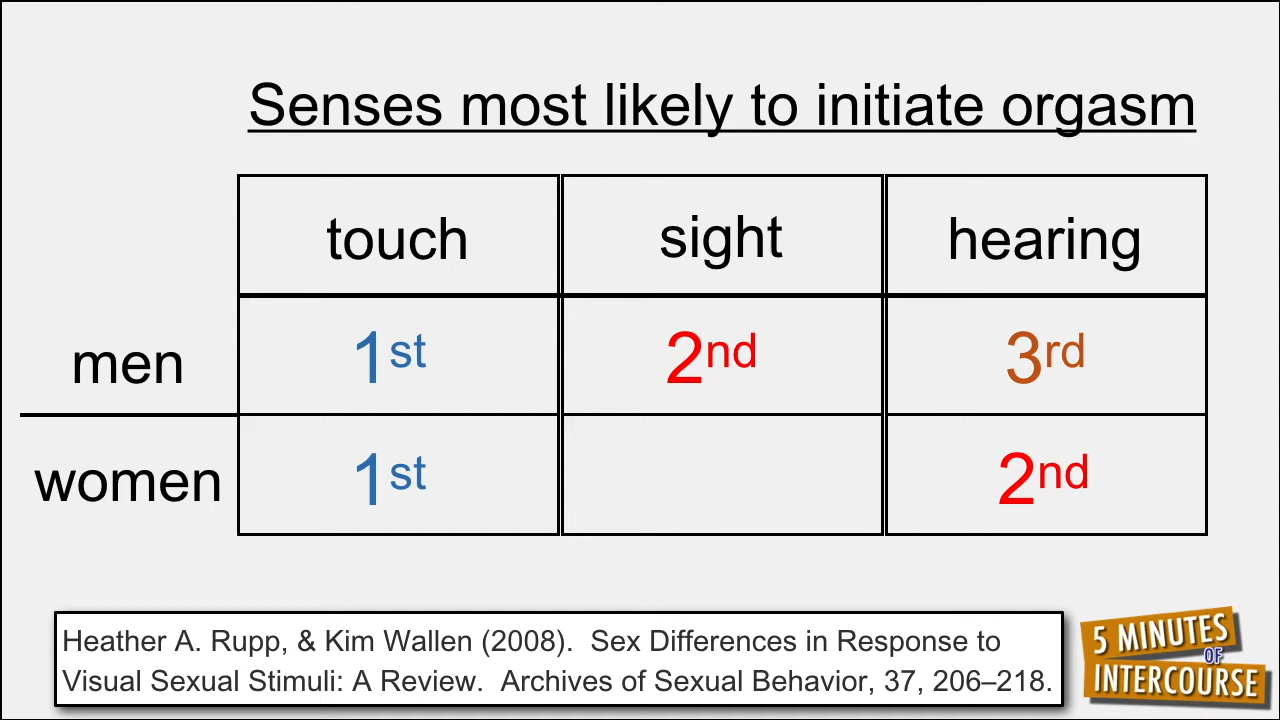 Senses most likely to initiate orgasm
touch sight hearing
men 1st 2nd 3rd
women 1st 2nd
Heather A. Rupp, & Kim Wallen (2008).  Sex Differences in Response to
Visual Sexual Stimuli: A Review.  Archives of Sexual Behavior, 37, 206–218.
5 MINUTES
OF
INTERCOURSE